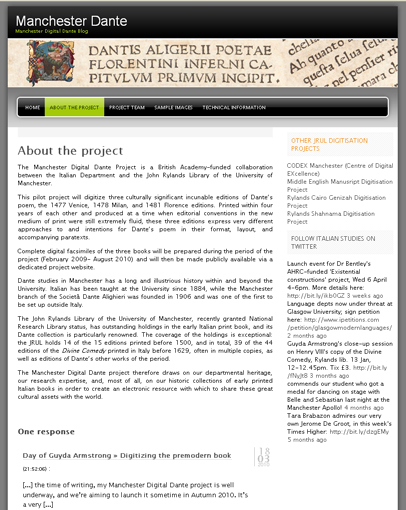 Manchester Dante
Manchester Digital Dante Blog
DANTIS ALIGERII POETAE
FLORENTINI INFERNI CA-
PITVLVM PRIMVM INCIPIT.
HOME ABOUT THE PROJECT PROJECT TEAM SAMPLE IMAGES TECHNICAL INFORMATION
About the project
The Manchester Digital Dante Project is a British Academy-funded collaboration
between the Italian Department and the John Rylands Library of the University of
Manchester.
This pilot project will digitize three culturally significant incunable editions of Dante's
poem, the 1477 Venice, 1478 Milan, and 1481 Florence editions. Printed within four
years of each other and produced at a time when editorial conventions in the new
medium of print were still extremely fluid, these three editions express very different
approaches to and intentions for Dante's poem in their format, layout, and
accompanying paratexts.
Complete digital facsimiles of the three books will be prepared during the period of the
project (February 2009- August 2010) and will then be made publicly available via a
dedicated project website.
Dante studies in Manchester has a long and illustrious history within and beyond the
University. Italian has been taught at the University since 1884, while the Manchester
branch of the Società Dante Alighieri was founded in 1906 and was one of the first to
be set up outside Italy.
The John Rylands Library of the University of Manchester, recently granted National
Research Library status, has outstanding holdings in the early Italian print book, and its
Dante collection is particularly renowned. The coverage of the holdings is exceptional:
the JRUL holds 14 of the 15 editions printed before 1500, and in total, 39 of the 44
editions of the Divine Comedy printed in Italy before 1629, often in multiple copies, as
well as editions of Dante's other works of the period.
The Manchester Digital Dante project therefore draws on our departmental heritage,
our research expertise, and, most of all, on our historic collections of early printed
Italian books in order to create an electronic resource with which to share these great
cultural assets with the world.
One response
Day of Guyda Armstrong » Digitizing the premodern book
(21:52:06) :
18
03
2010
[...] the time of writing, my Manchester Digital Dante project is well
underway, and we're aiming to launch it sometime in Autumn 2010. It's
a very [...]
OTHER JRUL DIGITISATION
PROJECTS
CODEX Manchester (Centre of Digital
EXcellence)
Middle English Manusript Digitisation
Project
Rylands Cairo Genizah Digitisation
Project
Rylands Shahnama Digitisation
Project
FOLLOW ITALIAN STUDIES ON
TWITTER
Launch event for Dr Bentley's
AHRC-funded 'Existential
constructions' project, Wed 6 April
4-6pm. More details here:
3 weeks ago
Language depts now under threat at
Glasgow University, sign petition
here: http://www.ipetitions.com
/petition/glasgowmodernlanguages/
2 months ago
Guyda Armstrong's close-up session
on Henry VIII's copy of the Divine
Comedy, Rylands lib. 13 Jan,
12-12.45pm. Tix £3. http://bit.ly
3 months ago
commends our student who got a
medal for dancing on stage with
Belle and Sebastian last night at the
Manchester Apollo! 4 months ago
Tara Brabazon admires our very
own Jerome De Groot, in this week's
Times Higher: http://bit.ly/dzgEMy
5 months ago